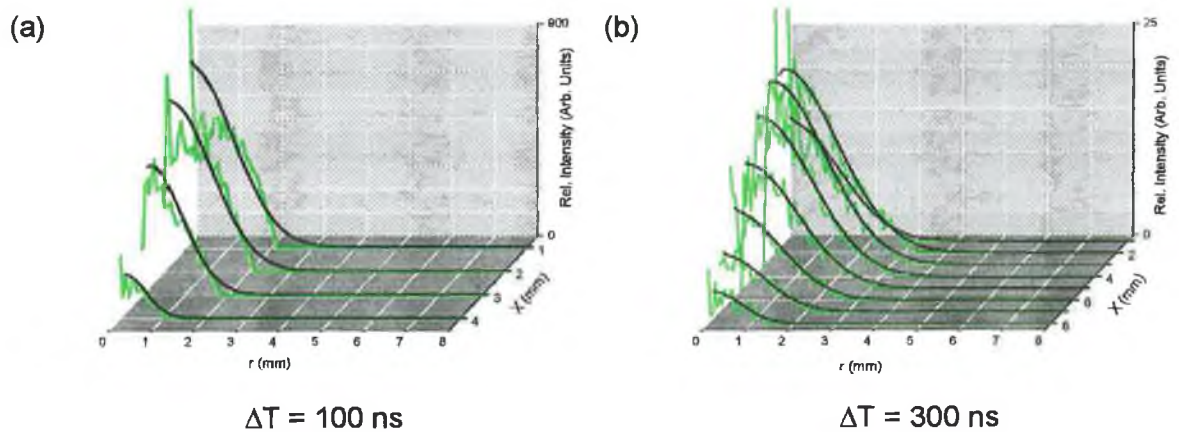 (a)
900
Rel. Intensity (Arb. Units)
0
1
2
3
4
X (mm)
0 1 2 3 4 5 6 7 8
r (mm)
ΔT = 100 ns
(b)
25
Rel. Intensity (Arb. Units)
0
2
4
6
8
X (mm)
0 1 2 3 4 5 6 7 8
r (mm)
ΔT = 300 ns